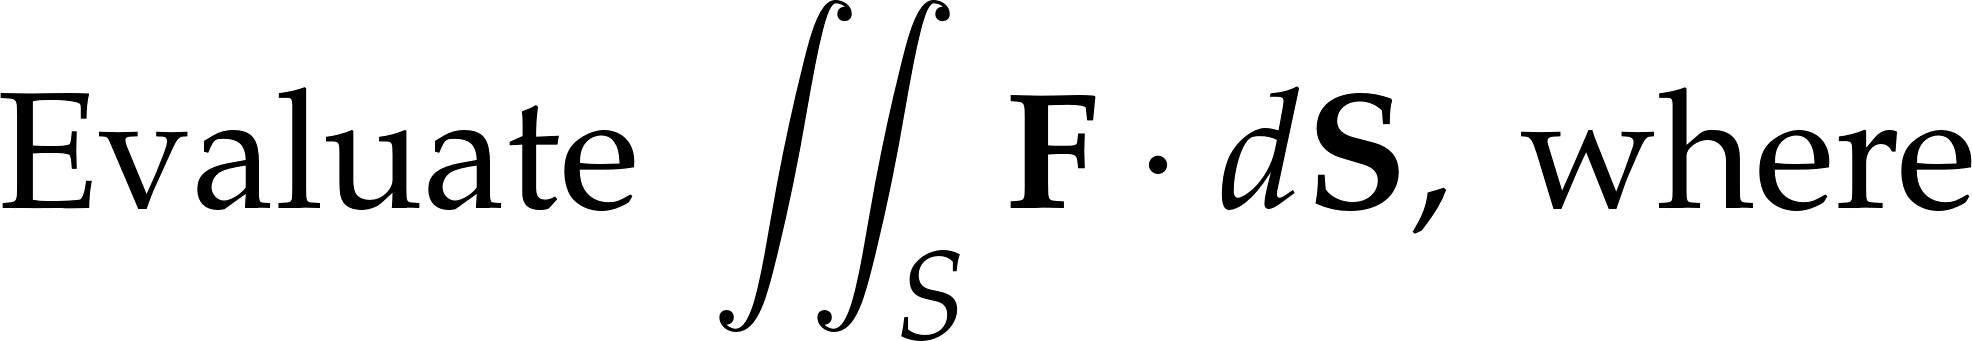 Evaluate ∬_S F · dS, where